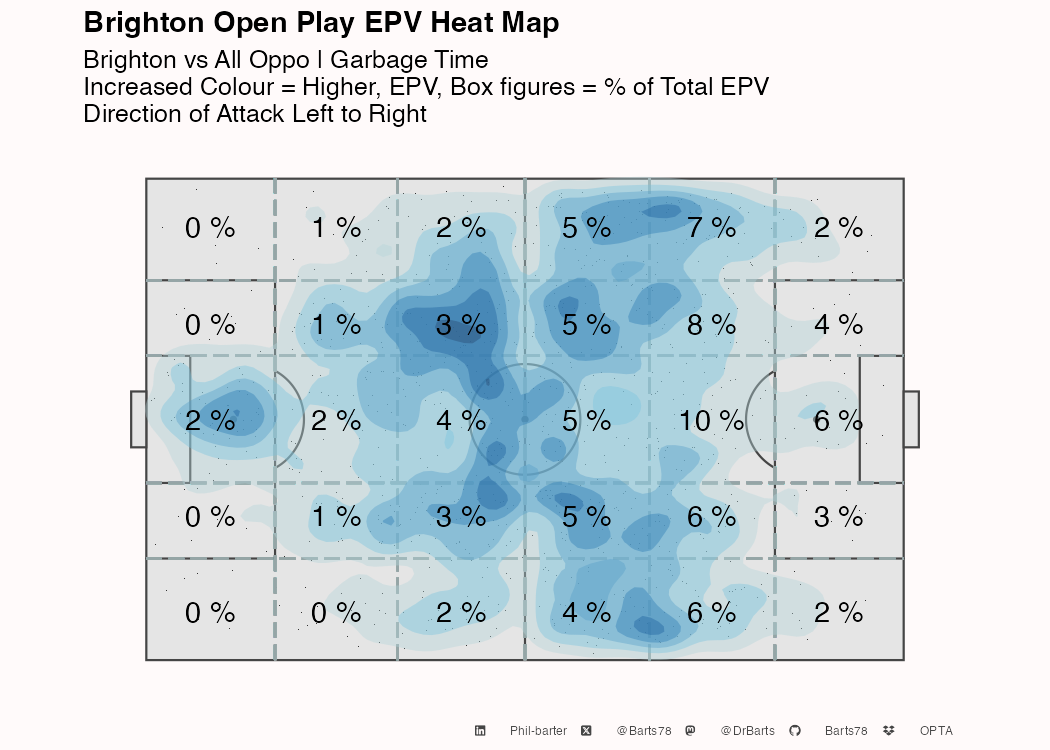 Brighton Open Play EPV Heat Map
Brighton vs All Oppo | Garbage Time
Increased Colour = Higher, EPV, Box figures = % of Total EPV
Direction of Attack Left to Right
0 % 1 % 2 % 5 % 7 % 2 %
0 % 1 % 3 % 5 % 8 % 4 %
2 % 2 % 4 % 5 % 10 % 6 %
0 % 1 % 3 % 5 % 6 % 3 %
0 % 0 % 2 % 4 % 6 % 2 %
Phil-barter @Barts78 @DrBarts Barts78 OPTA